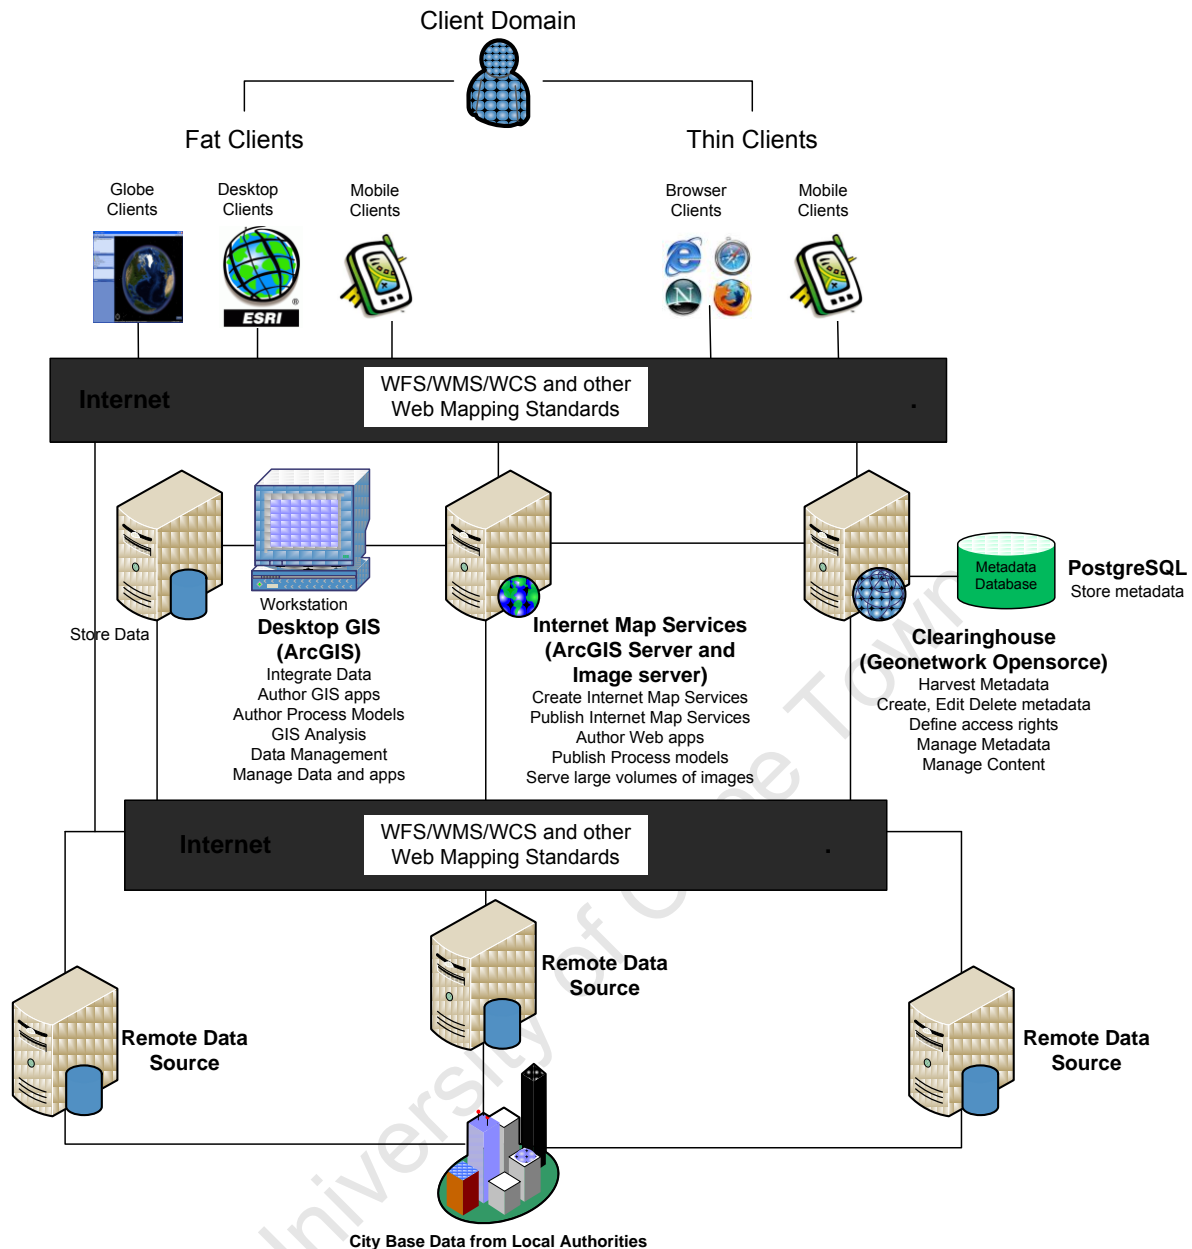 Client Domain
Fat Clients
Thin Clients
Globe
Clients
Desktop
Clients
Mobile
Clients
Browser
Clients
Mobile
Clients
N
®
ESRI
Internet
WFS/WMS/WCS and other
Web Mapping Standards
.
Metadata
Database
PostgreSQL
Store metadata
Store Data
Workstation
Desktop GIS
(ArcGIS)
Integrate Data
Author GIS apps
Author Process Models
GIS Analysis
Data Management
Manage Data and apps
Internet Map Services
(ArcGIS Server and
Image server)
Create Internet Map Services
Publish Internet Map Services
Author Web apps
Publish Process models
Serve large volumes of images
Clearinghouse
(Geonetwork Opensorce)
Harvest Metadata
Create, Edit Delete metadata
Define access rights
Manage Metadata
Manage Content
Internet
WFS/WMS/WCS and other
Web Mapping Standards
.
Remote Data
Source
Remote Data
Source
Remote Data
Source
City Base Data from Local Authorities
University of Cape Town